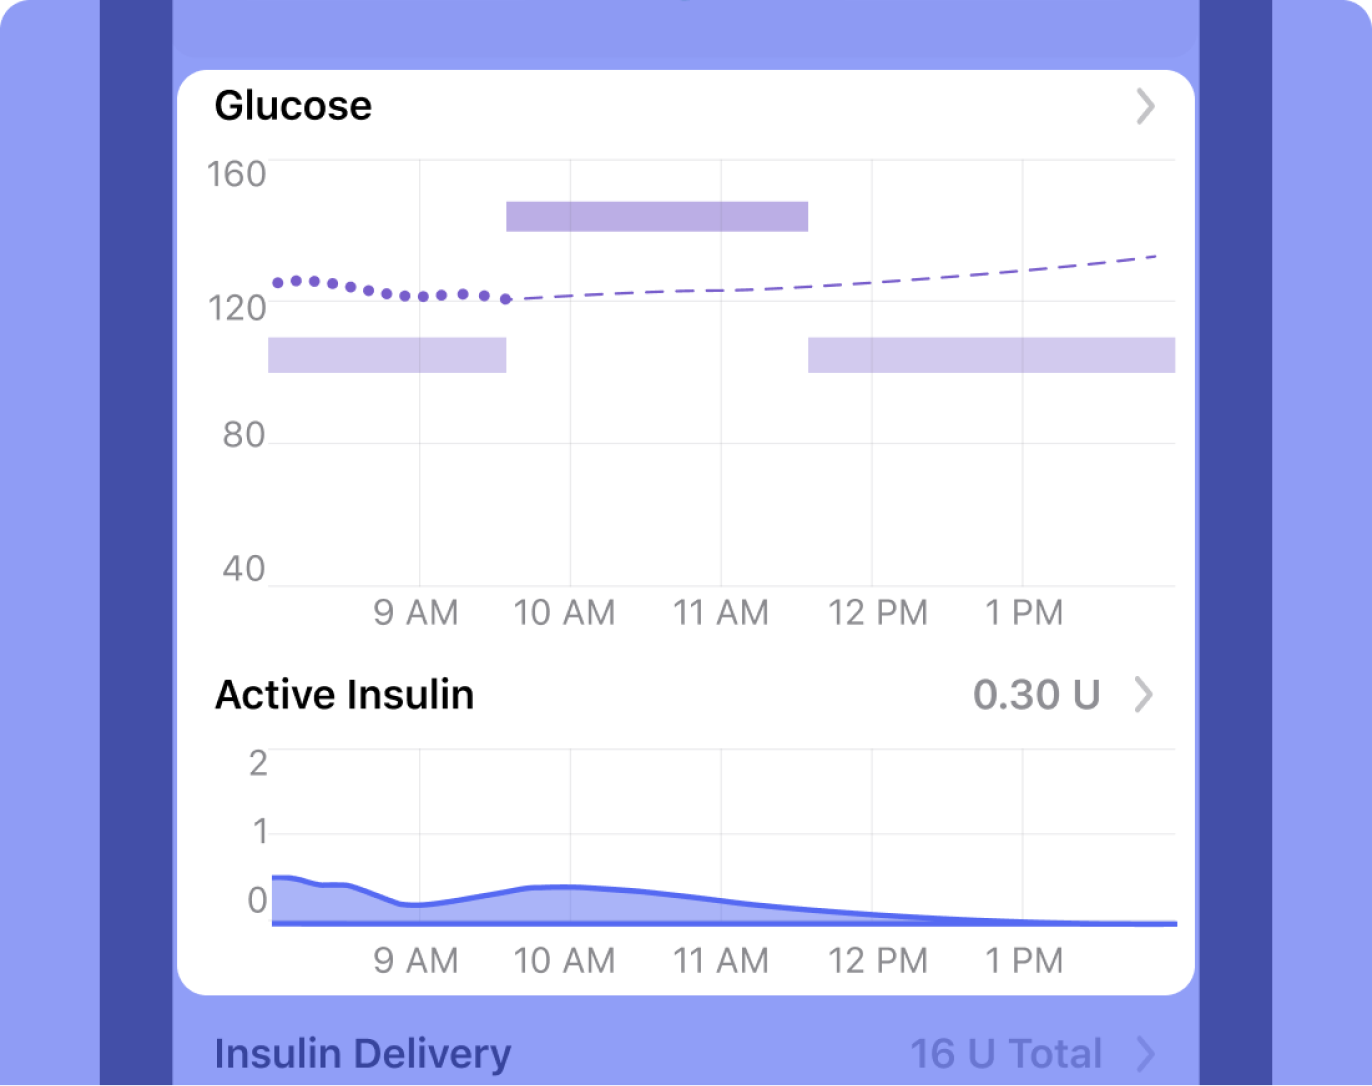 Glucose
160
120
80
40
9 AM 10 AM 11 AM 12 PM 1 PM
Active Insulin 0.30 U
2
1
0
9 AM 10 AM 11 AM 12 PM 1 PM
Insulin Delivery 16 U Total